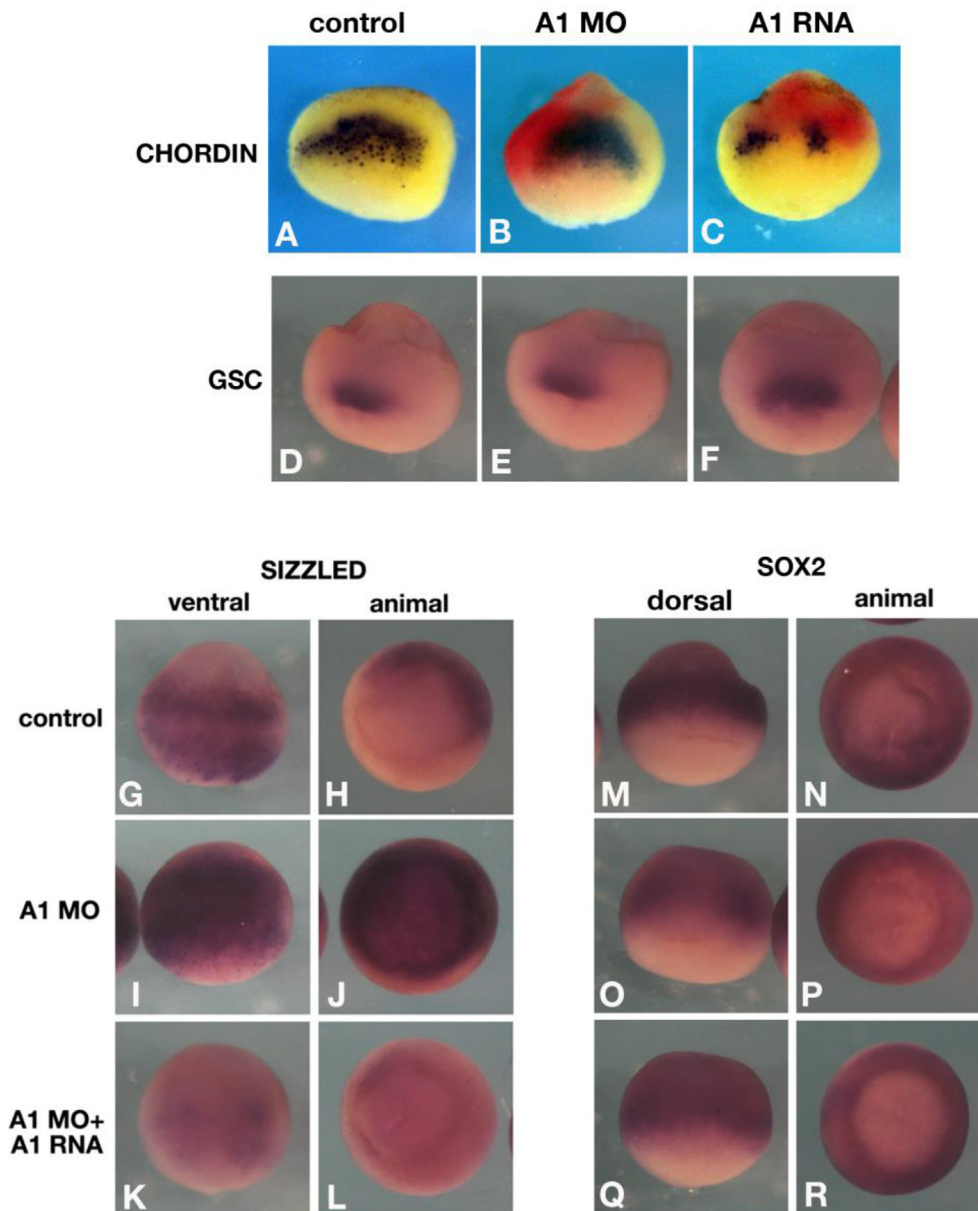 control A1 MO A1 RNA
CHORDIN
A B C
GSC
D E F
SIZZLED SOX2
ventral animal dorsal animal
control
G H M N
A1 MO
I J O P
A1 MO+
A1 RNA
K L Q R